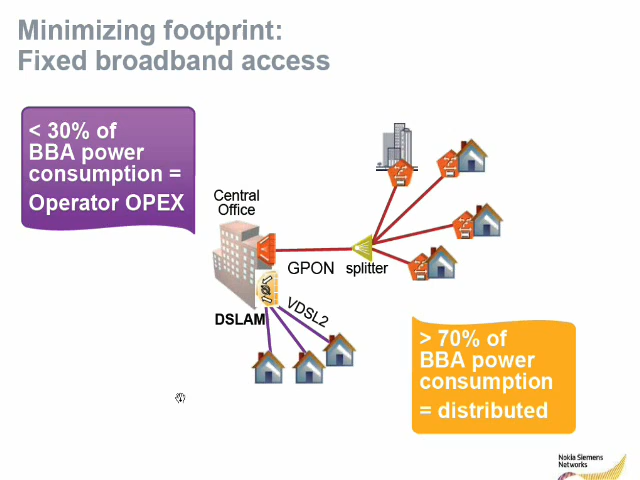 Minimizing footprint:
Fixed broadband access
< 30% of
BBA power
consumption =
Operator OPEX
Central
Office
GPON
splitter
DSLAM
VDSL2
> 70% of
BBA power
consumption
= distributed
Nokia Siemens
Networks